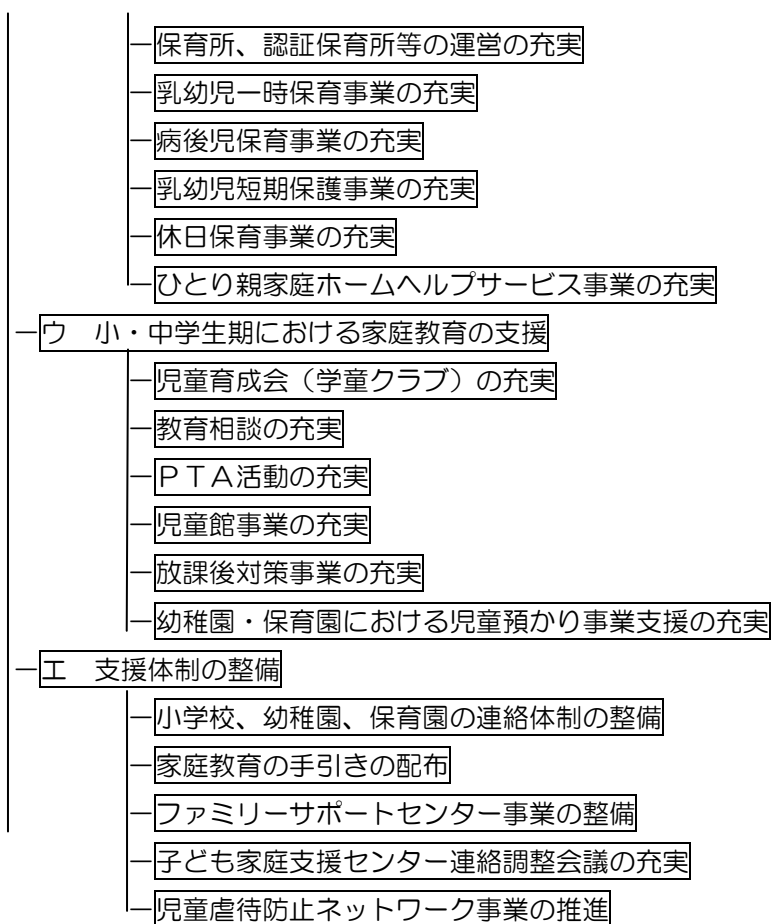 保育所、認証保育所等の運営の充実
乳幼児一時保育事業の充実
病後児保育事業の充実
乳幼児短期保護事業の充実
休日保育事業の充実
ひとり親家庭ホームヘルプサービス事業の充実
ウ　小・中学生期における家庭教育の支援
児童育成会（学童クラブ）の充実
教育相談の充実
ＰＴＡ活動の充実
児童館事業の充実
放課後対策事業の充実
幼稚園・保育園における児童預かり事業支援の充実
エ　支援体制の整備
小学校、幼稚園、保育園の連絡体制の整備
家庭教育の手引きの配布
ファミリーサポートセンター事業の整備
子ども家庭支援センター連絡調整会議の充実
児童虐待防止ネットワーク事業の推進